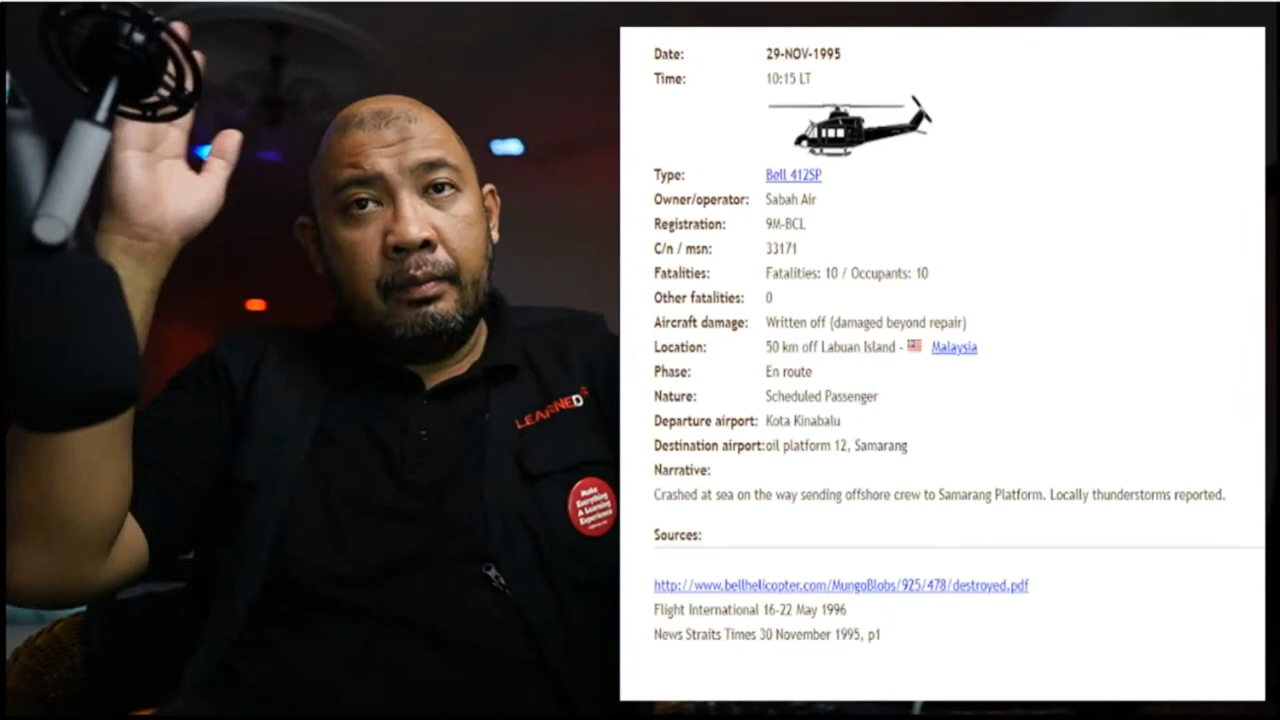 LEARNED
Make
Everything
A Learning
Experience
Date: 29-NOV-1995
Time: 10:15 LT
Type: Bell 412SP
Owner/operator: Sabah Air
Registration: 9M-BCL
C/n / msn: 33171
Fatalities: Fatalities: 10 / Occupants: 10
Other fatalities: 0
Aircraft damage: Written off (damaged beyond repair)
Location: 50 km off Labuan Island - Malaysia
Phase: En route
Nature: Scheduled Passenger
Departure airport: Kota Kinabalu
Destination airport: oil platform 12, Samarang
Narrative:
Crashed at sea on the way sending offshore crew to Samarang Platform. Locally thunderstorms reported.
Sources:
http://www.bellhelicopter.com/MungoBlobs/925/478/destroyed.pdf
Flight International 16-22 May 1996
News Straits Times 30 November 1995, p1